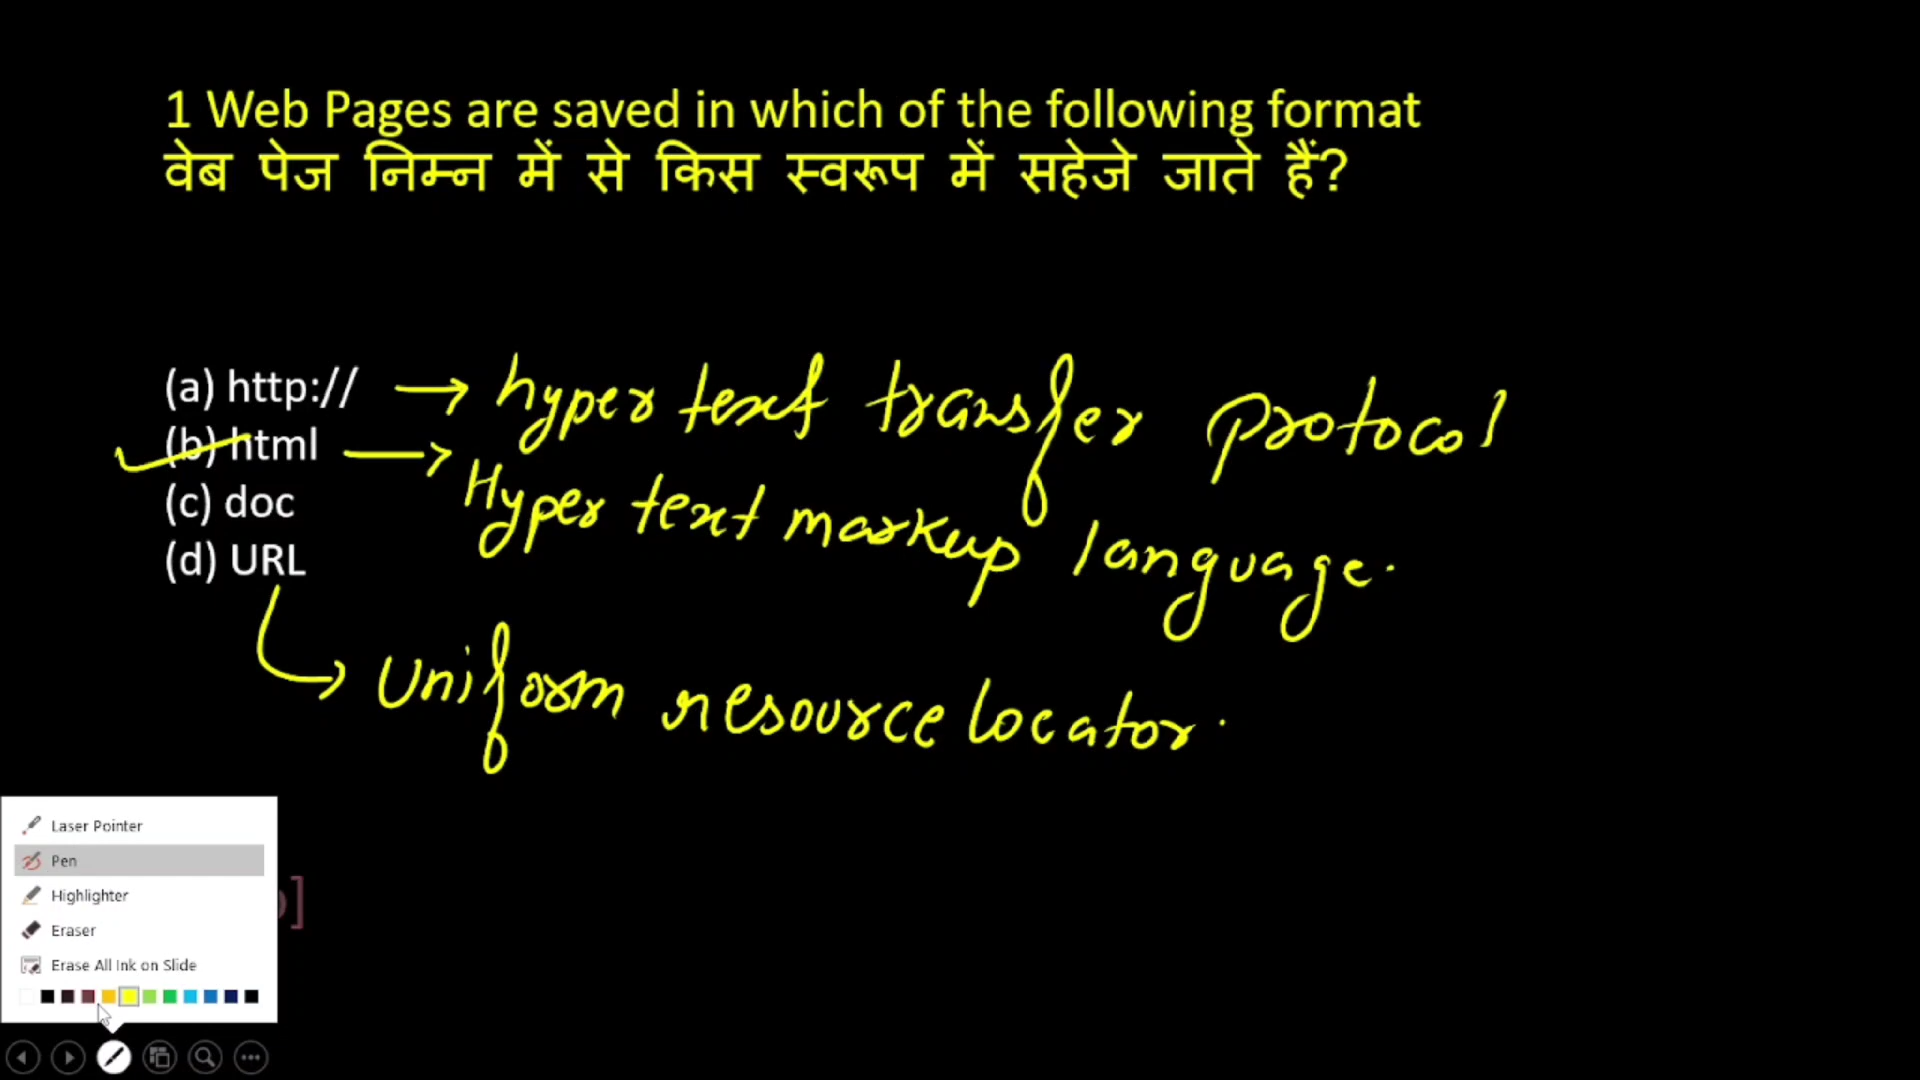 1 Web Pages are saved in which of the following format
वेब पेज निम्न में से किस स्वरूप में सहेजे जाते हैं?
(a) http:// → hyper text transfer protocol
(b) html → Hyper text markup language.
(c) doc
(d) URL
→ Uniform resource locator.
Laser Pointer
Pen
]
Highlighter
Eraser
Erase All Ink on Slide